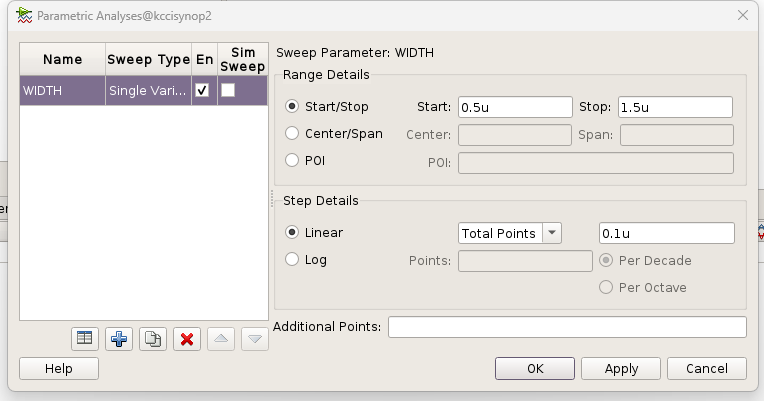 Parametric Analyses@kccisynop2
Name Sweep Type En Sim Sweep
WIDTH Single Vari...
Sweep Parameter: WIDTH
Range Details
Start/Stop Start: 0.5u Stop: 1.5u
Center/Span Center: Span:
POI POI:
Step Details
Linear Total Points 0.1u
Log Points: Per Decade
Per Octave
Additional Points:
Help OK Apply Cancel